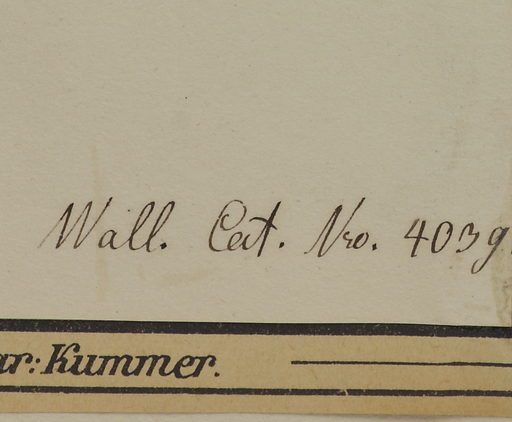 Wall. Cat. Nro. 4039.
ar: Kummer.